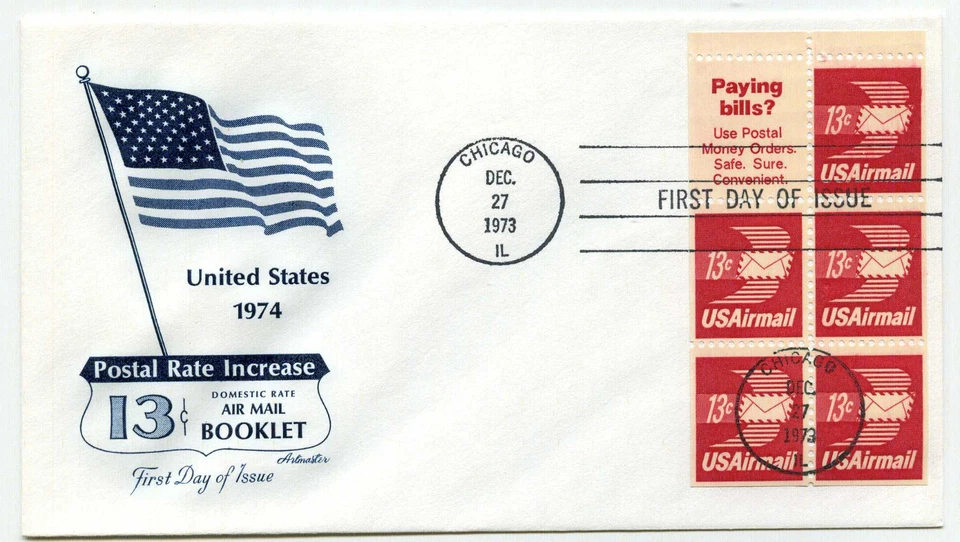 United States
1974
Postal Rate Increase
13¢
DOMESTIC RATE
AIR MAIL
BOOKLET
Artmaster
First Day of Issue
CHICAGO
DEC.
27
1973
IL
FIRST DAY OF ISSUE
Paying
bills?
Use Postal
Money Orders.
Safe. Sure.
Convenient.
13c
USAirmail
13c
USAirmail
13c
USAirmail
13c
USAirmail
13c
USAirmail
CHICAGO
DEC.
27
1973
IL